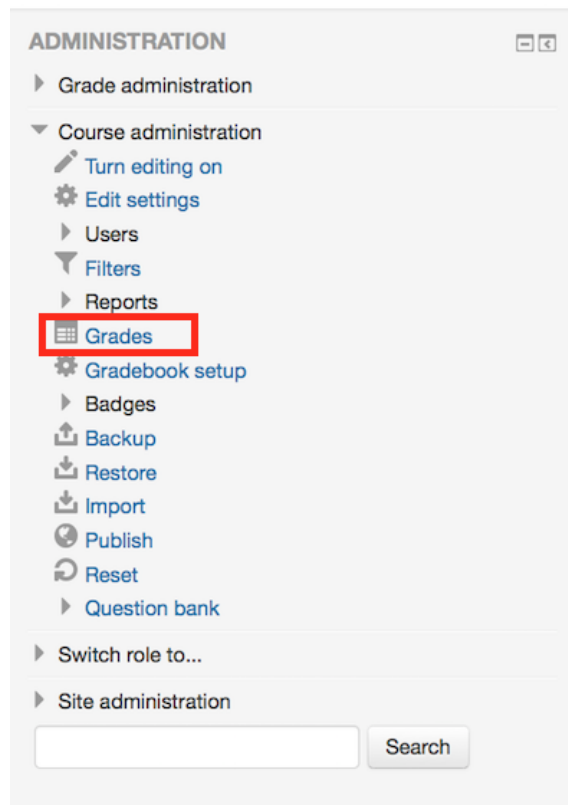 ADMINISTRATION
Grade administration
Course administration
Turn editing on
Edit settings
Users
Filters
Reports
Grades
Gradebook setup
Badges
Backup
Restore
Import
Publish
Reset
Question bank
Switch role to...
Site administration
Search